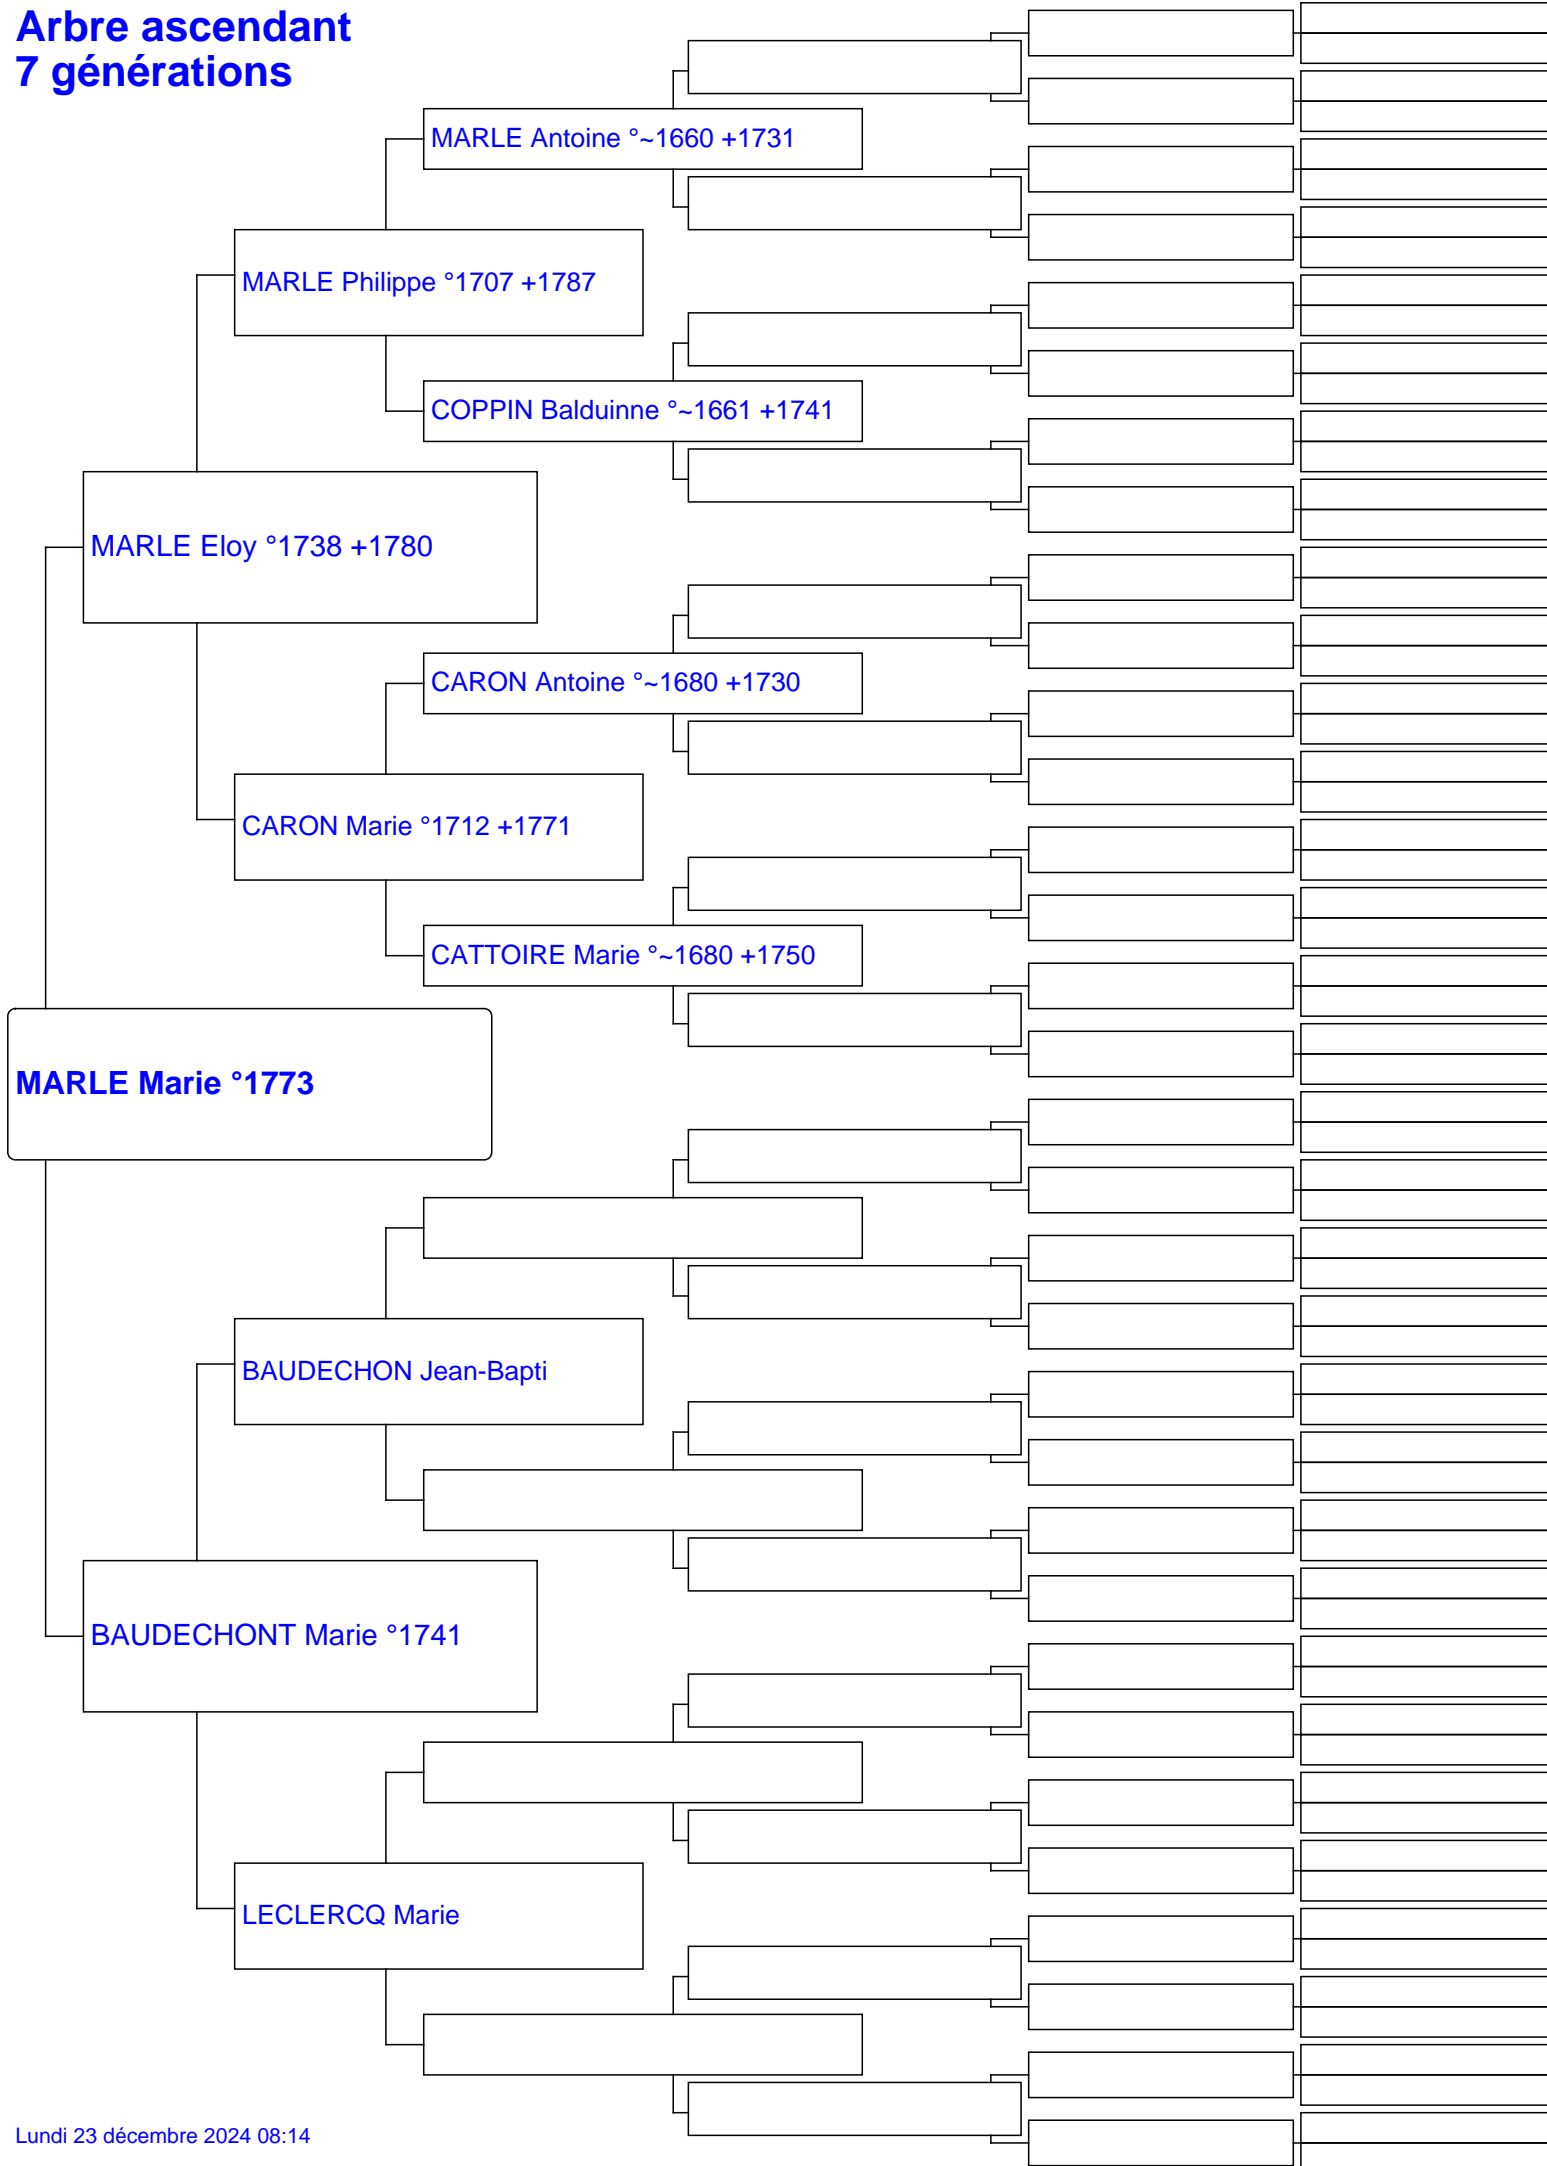 Arbre ascendant
7 générations
MARLE Antoine °~1660 +1731
MARLE Philippe °1707 +1787
COPPIN Balduinne °~1661 +1741
MARLE Eloy °1738 +1780
CARON Antoine °~1680 +1730
CARON Marie °1712 +1771
CATTOIRE Marie °~1680 +1750
MARLE Marie °1773
BAUDECHON Jean-Bapti
BAUDECHONT Marie °1741
LECLERCQ Marie
Lundi 23 décembre 2024 08:14